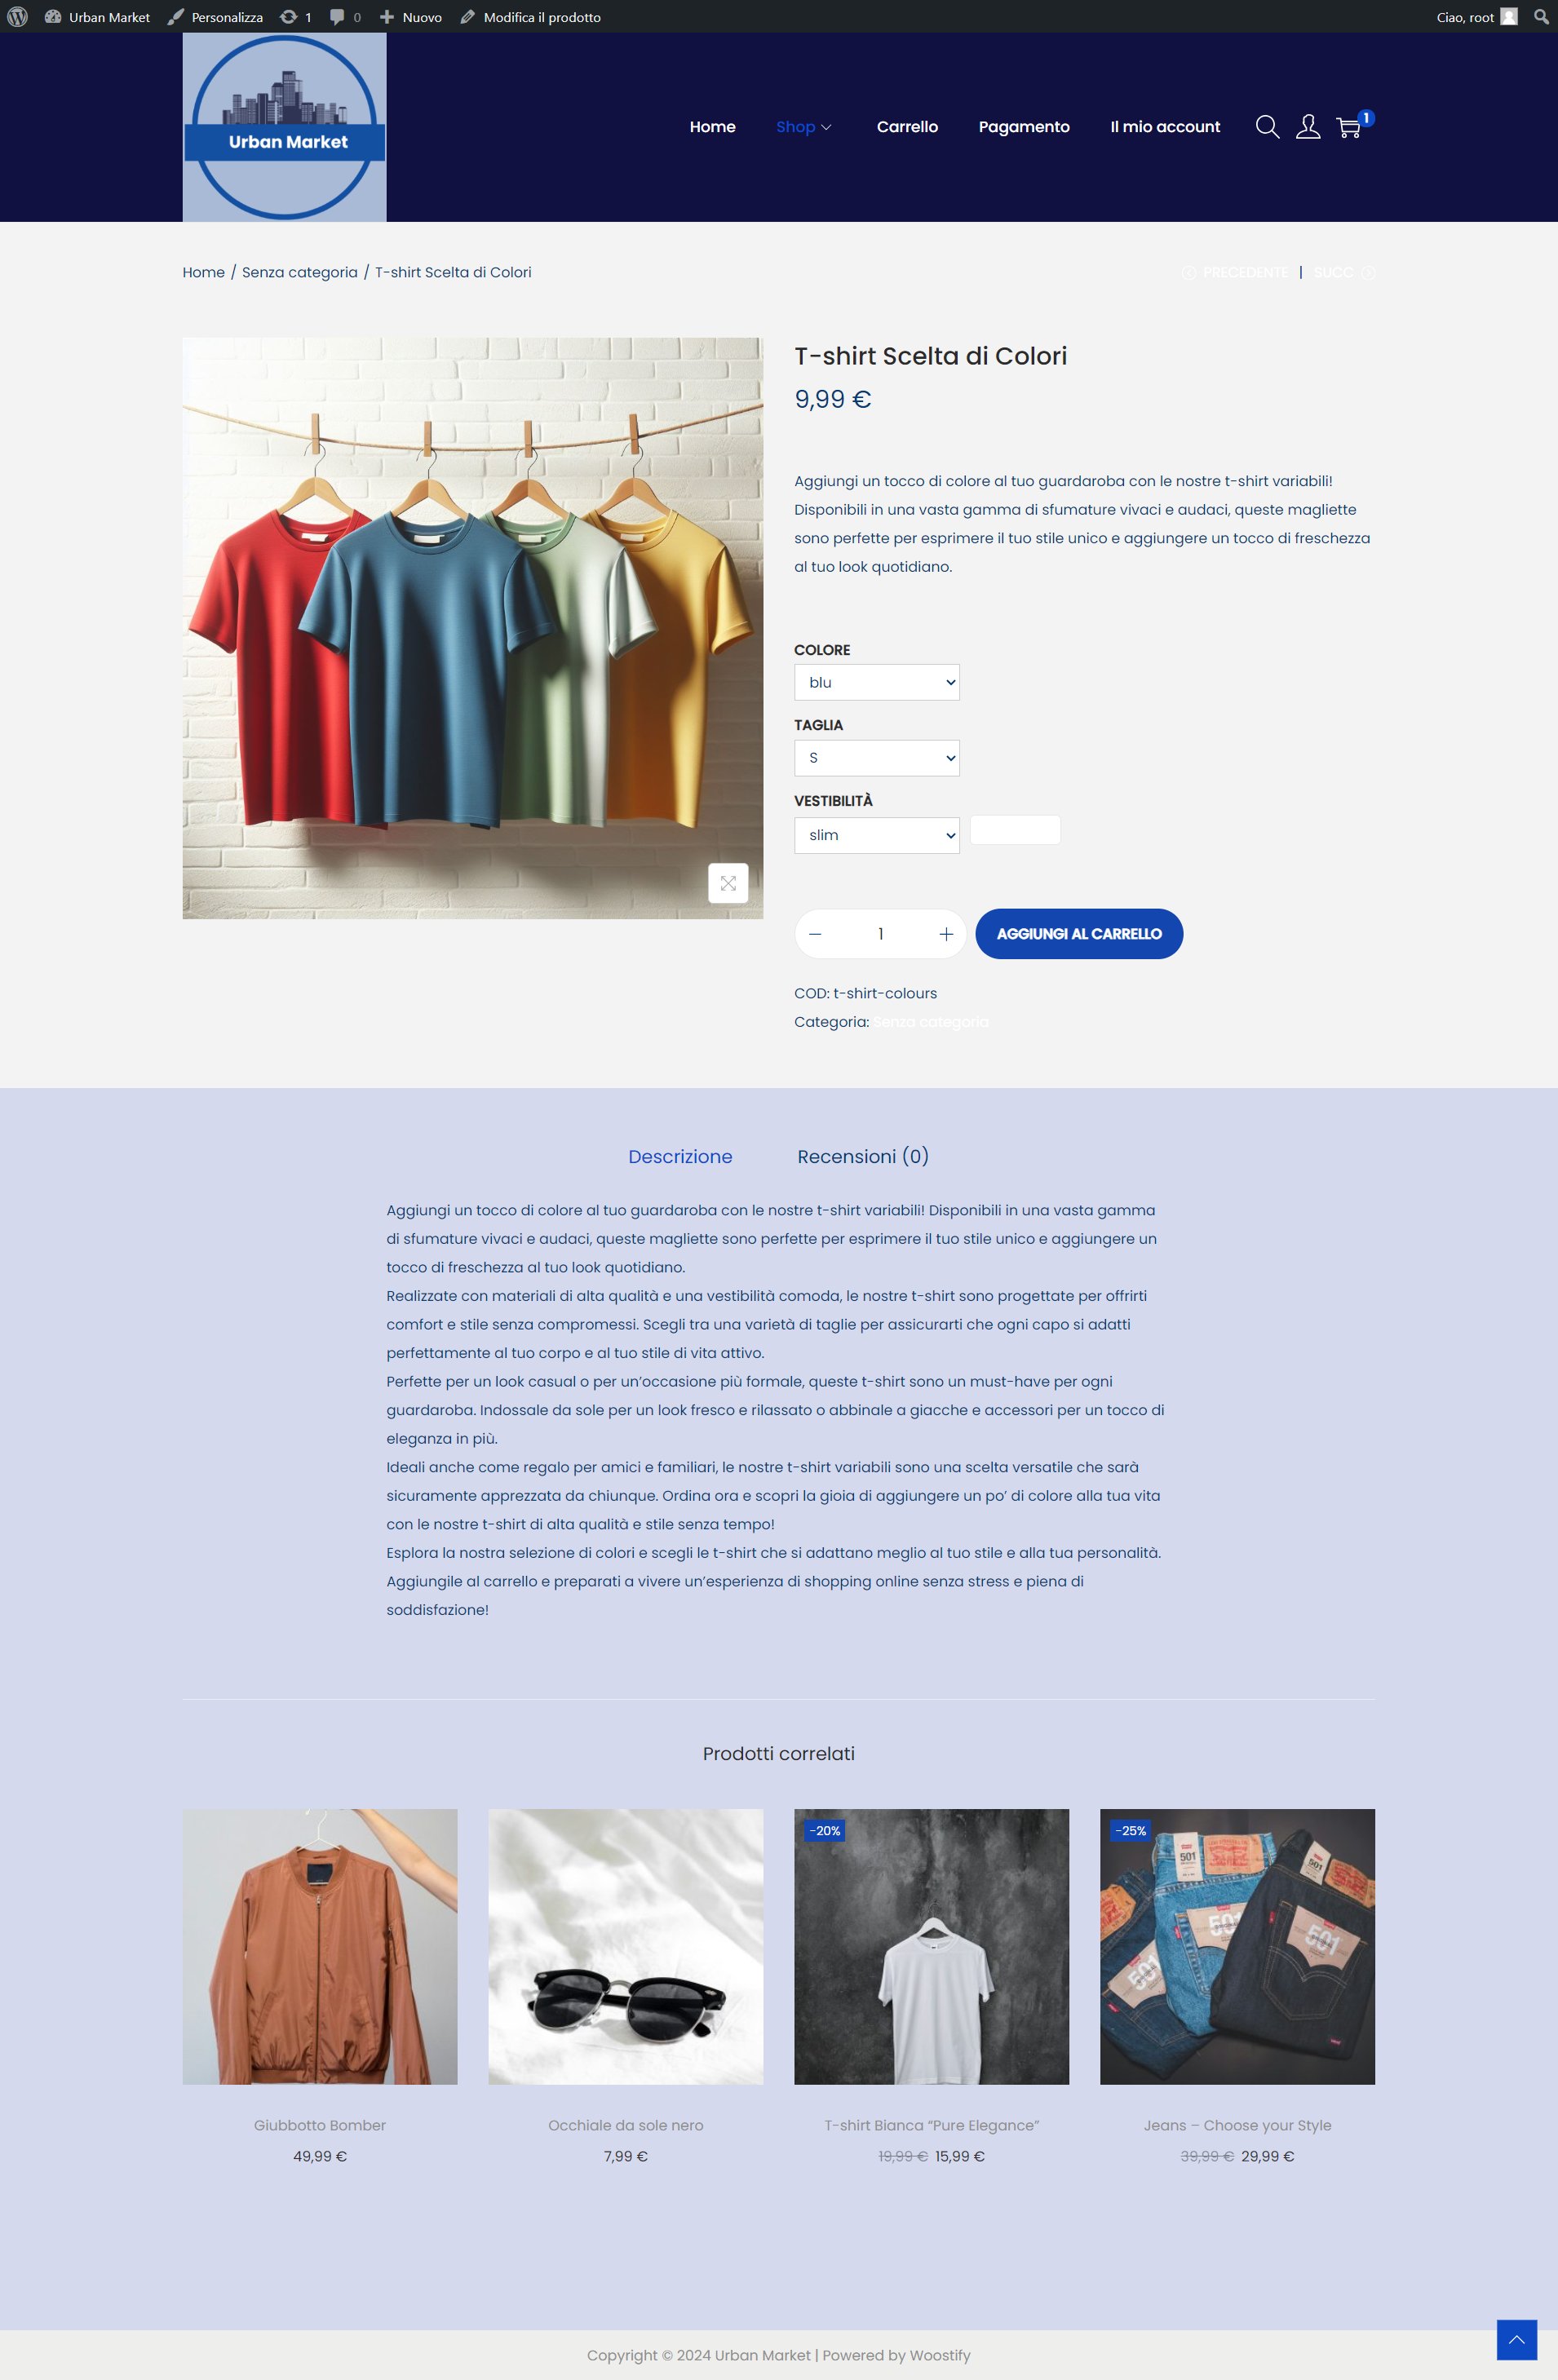 Urban Market
Personalizza
1
0
Nuovo
Modifica il prodotto
Ciao, root
Urban Market
Home
Shop
Carrello
Pagamento
Il mio account
1
Home / Senza categoria / T-shirt Scelta di Colori
PRECEDENTE | SUCC
T-shirt Scelta di Colori
9,99 €
Aggiungi un tocco di colore al tuo guardaroba con le nostre t-shirt variabili!
Disponibili in una vasta gamma di sfumature vivaci e audaci, queste magliette
sono perfette per esprimere il tuo stile unico e aggiungere un tocco di freschezza
al tuo look quotidiano.
COLORE
blu
TAGLIA
S
VESTIBILITÀ
slim
1
AGGIUNGI AL CARRELLO
COD: t-shirt-colours
Categoria: Senza categoria
Descrizione
Recensioni (0)
Aggiungi un tocco di colore al tuo guardaroba con le nostre t-shirt variabili! Disponibili in una vasta gamma
di sfumature vivaci e audaci, queste magliette sono perfette per esprimere il tuo stile unico e aggiungere un
tocco di freschezza al tuo look quotidiano.
Realizzate con materiali di alta qualità e una vestibilità comoda, le nostre t-shirt sono progettate per offrirti
comfort e stile senza compromessi. Scegli tra una varietà di taglie per assicurarti che ogni capo si adatti
perfettamente al tuo corpo e al tuo stile di vita attivo.
Perfette per un look casual o per un’occasione più formale, queste t-shirt sono un must-have per ogni
guardaroba. Indossale da sole per un look fresco e rilassato o abbinale a giacche e accessori per un tocco di
eleganza in più.
Ideali anche come regalo per amici e familiari, le nostre t-shirt variabili sono una scelta versatile che sarà
sicuramente apprezzata da chiunque. Ordina ora e scopri la gioia di aggiungere un po’ di colore alla tua vita
con le nostre t-shirt di alta qualità e stile senza tempo!
Esplora la nostra selezione di colori e scegli le t-shirt che si adattano meglio al tuo stile e alla tua personalità.
Aggiungile al carrello e preparati a vivere un’esperienza di shopping online senza stress e piena di
soddisfazione!
Prodotti correlati
-20%
-25%
501
501
501
501
501
Giubbotto Bomber
49,99 €
Occhiale da sole nero
7,99 €
T-shirt Bianca “Pure Elegance”
19,99 € 15,99 €
Jeans – Choose your Style
39,99 € 29,99 €
Copyright © 2024 Urban Market | Powered by Woostify